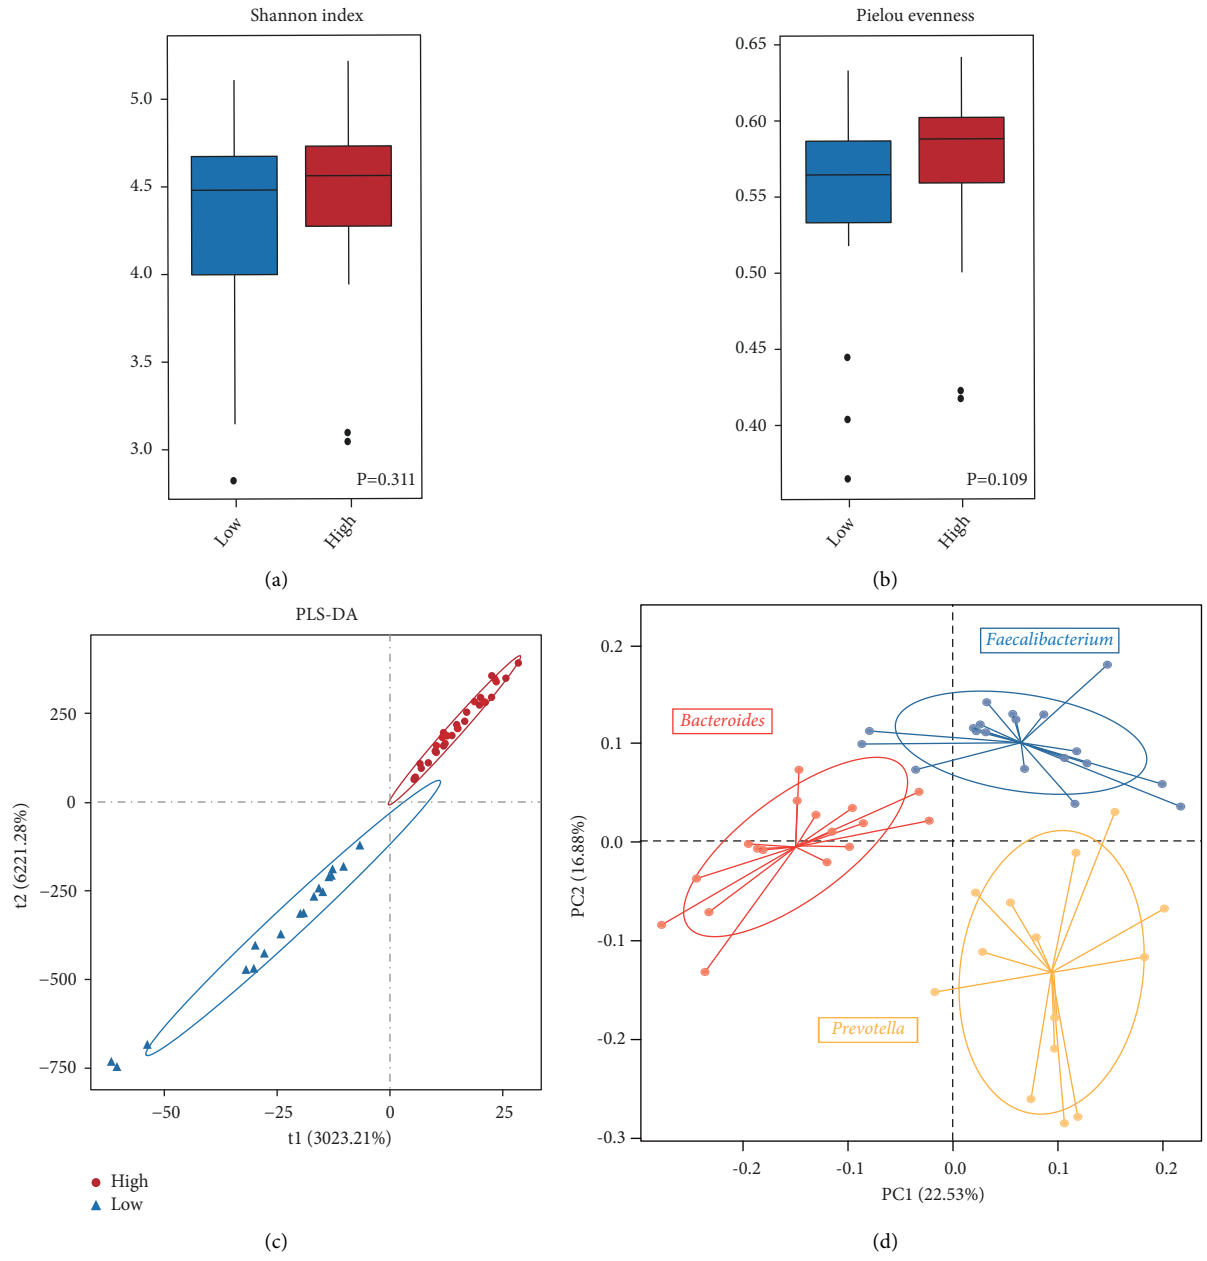 Shannon index
5.0
4.5
4.0
3.5
3.0
P=0.311
Low
High
(a)
Pielou evenness
0.65
0.60
0.55
0.50
0.45
0.40
P=0.109
Low
High
(b)
PLS-DA
250
0
−250
−500
−750
t2 (6221.28%)
−50
−25
0
25
t1 (3023.21%)
High
Low
(c)
Faecalibacterium
Bacteroides
Prevotella
0.2
0.1
0.0
-0.1
-0.2
-0.3
PC2 (16.88%)
-0.2
-0.1
0.0
0.1
0.2
PC1 (22.53%)
(d)